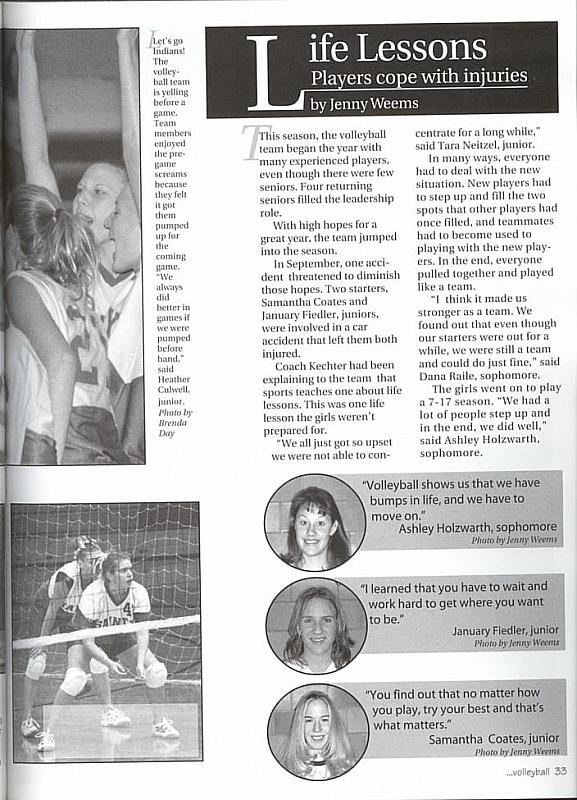 Let's go
Indians!
The
volley-
ball team
is yelling
before a
game.
Team
members
enjoyed
the pre-
game
screams
because
they felt
it got
them
pumped
up for
the
coming
game.
"We
always
did
better in
games if
we were
pumped
before
hand,"
said
Heather
Culwell,
junior.
Photo by
Brenda
Day
Life Lessons
Players cope with injuries
by Jenny Weems
This season, the volleyball
team began the year with
many experienced players,
even though there were few
seniors. Four returning
seniors filled the leadership
role.
With high hopes for a
great year, the team jumped
into the season.
In September, one acci-
dent threatened to diminish
those hopes. Two starters,
Samantha Coates and
January Fiedler, juniors,
were involved in a car
accident that left them both
injured.
Coach Kechter had been
explaining to the team that
sports teaches one about life
lessons. This was one life
lesson the girls weren't
prepared for.
"We all just got so upset
we were not able to con-
centrate for a long while,"
said Tara Neitzel, junior.
In many ways, everyone
had to deal with the new
situation. New players had
to step up and fill the two
spots that other players had
once filled, and teammates
had to become used to
playing with the new play-
ers. In the end, everyone
pulled together and played
like a team.
"I think it made us
stronger as a team. We
found out that even though
our starters were out for a
while, we were still a team
and could do just fine," said
Dana Raile, sophomore.
The girls went on to play
a 7-17 season. "We had a
lot of people step up and
in the end, we did well,"
said Ashley Holzwarth,
sophomore.
"Volleyball shows us that we have
bumps in life, and we have to
move on."
Ashley Holzwarth, sophomore
Photo by Jenny Weems
"I learned that you have to wait and
work hard to get where you want
to be."
January Fiedler, junior
Photo by Jenny Weems
"You find out that no matter how
you play, try your best and that's
what matters."
Samantha Coates, junior
Photo by Jenny Weems
...volleyball 33